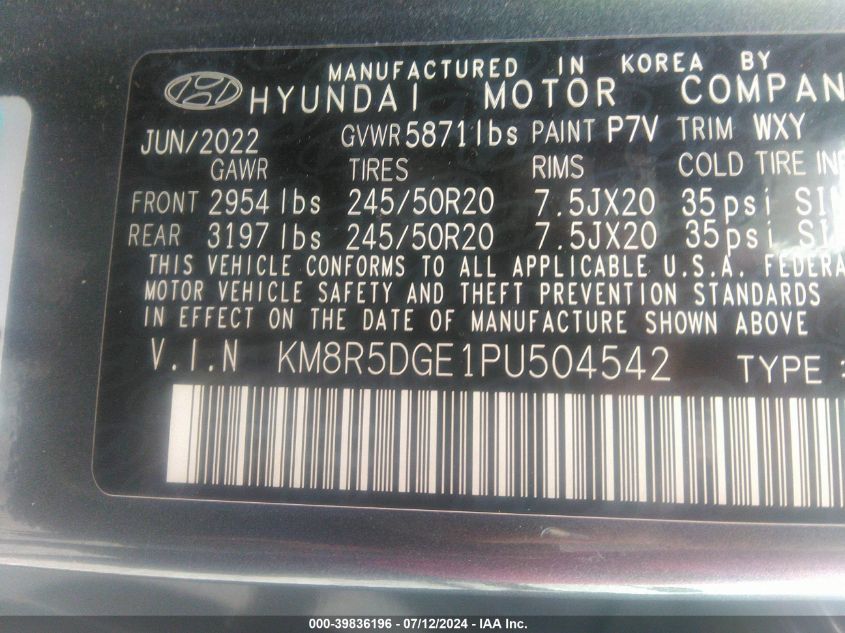 MANUFACTURED IN KOREA BY
HYUNDAI MOTOR COMPAN
JUN/2022 GVWR 5871 lbs PAINT P7V TRIM WXY
GAWR TIRES RIMS COLD TIRE INF
FRONT 2954 lbs 245/50R20 7.5JX20 35psi SIN
REAR 3197 lbs 245/50R20 7.5JX20 35psi SIN
THIS VEHICLE CONFORMS TO ALL APPLICABLE U.S.A. FEDERA
MOTOR VEHICLE SAFETY AND THEFT PREVENTION STANDARDS
IN EFFECT ON THE DATE OF MANUFACTURE SHOWN ABOVE
V.I.N KM8R5DGE1PU504542 TYPE :
000-39836196 - 07/12/2024 - IAA Inc.